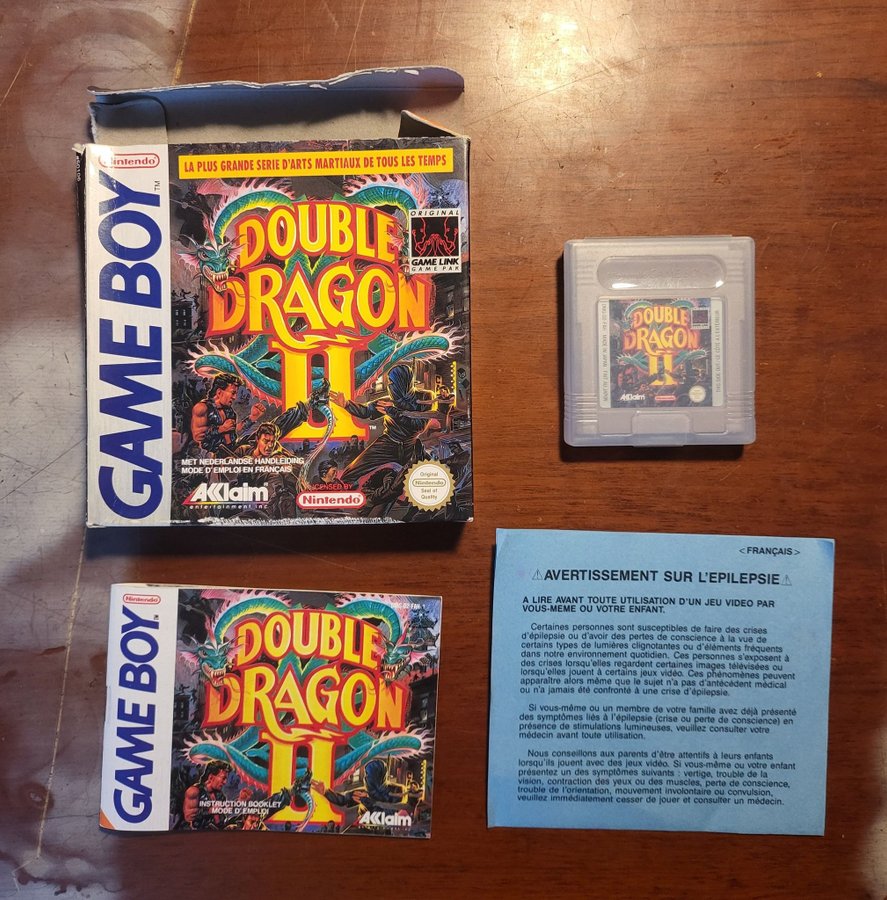 Nintendo
GAME BOY
TM
LA PLUS GRANDE SERIE D'ARTS MARTIAUX DE TOUS LES TEMPS
ORIGINAL
GAME LINK
GAME PAK
DOUBLE
DRAGON
II
TM
MET NEDERLANDSE HANDLEIDING
MODE D'EMPLOI EN FRANÇAIS
AKKlaim
entertainment inc.
LICENSED BY
Nintendo
Original
Nintendo
Seal of
Quality
DOUBLE
DRAGON
II
AKKlaim
Nintendo
GAME BOY
TM
DOUBLE
DRAGON
II
INSTRUCTION BOOKLET
MODE D'EMPLOI
AKKlaim
<FRANÇAIS>
⚠AVERTISSEMENT SUR L'EPILEPSIE⚠
A LIRE AVANT TOUTE UTILISATION D'UN JEU VIDEO PAR
VOUS-MEME OU VOTRE ENFANT.
Certaines personnes sont susceptibles de faire des crises
d'épilepsie ou d'avoir des pertes de conscience à la vue de
certains types de lumières clignotantes ou d'éléments fréquents
dans notre environnement quotidien. Ces personnes s'exposent à
des crises lorsqu'elles regardent certaines images télévisées ou
lorsqu'elles jouent à certains jeux vidéo. Ces phénomènes peuvent
apparaître alors même que le sujet n'a pas d'antécédent médical
ou n'a jamais été confronté à une crise d'épilepsie.
Si vous-même ou un membre de votre famille avez déjà présenté
des symptômes liés à l'épilepsie (crise ou perte de conscience) en
présence de stimulations lumineuses, veuillez consulter votre
médecin avant toute utilisation.
Nous conseillons aux parents d'être attentifs à leurs enfants
lorsqu'ils jouent avec des jeux vidéo. Si vous-même ou votre enfant
présentez un des symptômes suivants : vertige, trouble de la
vision, contraction des yeux ou des muscles, perte de conscience,
trouble de l'orientation, mouvement involontaire ou convulsion,
veuillez immédiatement cesser de jouer et consulter un médecin.